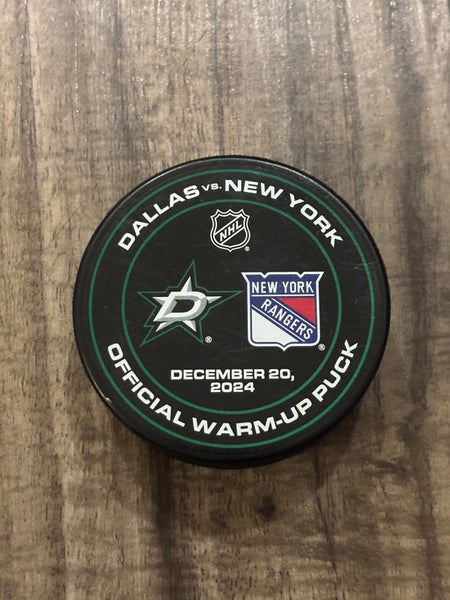 DALLAS VS. NEW YORK
NHL
D
NEW YORK
RANGERS
DECEMBER 20,
2024
OFFICIAL WARM-UP PUCK